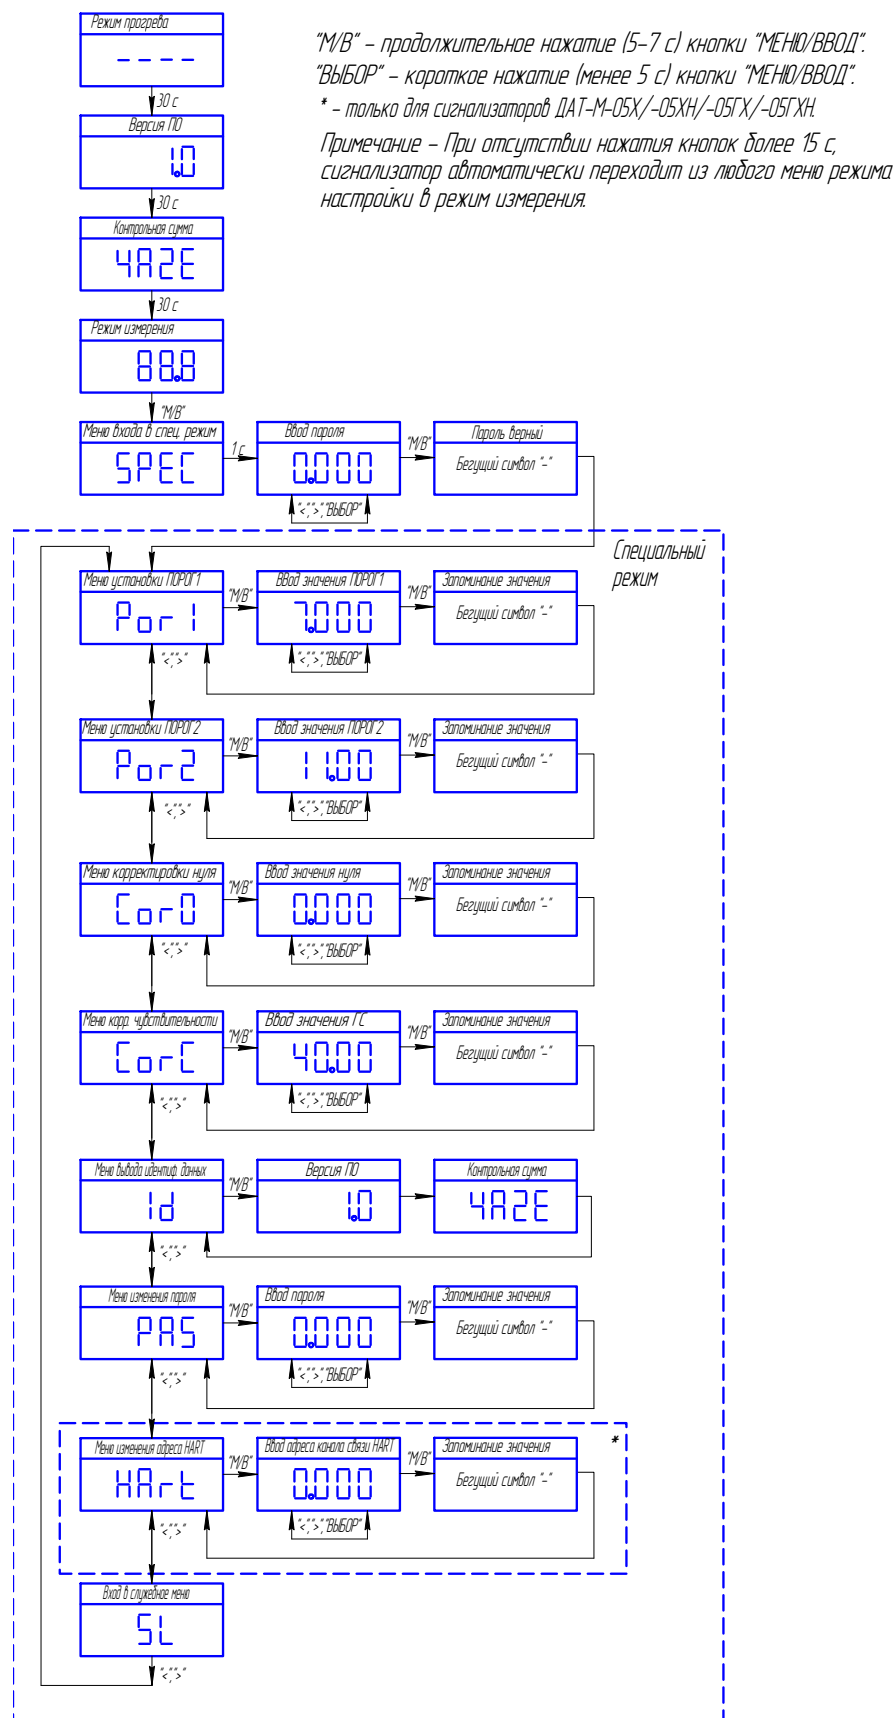 Режим прогрева
----
30 с
Версия ПО
1.0
30 с
Контрольная сумма
4A2E
30 с
Режим измерения
88.8
"М/В"
"М/В" – продолжительное нажатие (5–7 с) кнопки "МЕНЮ/ВВОД".
"ВЫБОР" – короткое нажатие (менее 5 с) кнопки "МЕНЮ/ВВОД".
* – только для сигнализаторов ДАТ-М-05Х/-05ХН/-05ГХ/-05ГХН.
Примечание – При отсутствии нажатия кнопок более 15 с,
сигнализатор автоматически переходит из любого меню режима
настройки в режим измерения.
Меню входа в спец. режим
SPEC
1 с
Ввод пароля
0.000
"<",">","ВЫБОР"
"М/В"
Пароль верный
Бегущий символ "-"
Специальный
режим
Меню установки ПОРОГ1
Por1
"М/В"
Ввод значения ПОРОГ1
7.000
"<",">","ВЫБОР"
"М/В"
Запоминание значения
Бегущий символ "-"
"<",">"
Меню установки ПОРОГ2
Por2
"М/В"
Ввод значения ПОРОГ2
11.00
"<",">","ВЫБОР"
"М/В"
Запоминание значения
Бегущий символ "-"
"<",">"
Меню корректировки нуля
Cor0
"М/В"
Ввод значения нуля
0.000
"<",">","ВЫБОР"
"М/В"
Запоминание значения
Бегущий символ "-"
"<",">"
Меню корр. чувствительности
CorC
"М/В"
Ввод значения ГС
40.00
"<",">","ВЫБОР"
"М/В"
Запоминание значения
Бегущий символ "-"
"<",">"
Меню вывода идентиф. данных
Id
"М/В"
Версия ПО
1.0
Контрольная сумма
4A2E
"<",">"
Меню изменения пароля
PAS
"М/В"
Ввод пароля
0.000
"<",">","ВЫБОР"
"М/В"
Запоминание значения
Бегущий символ "-"
"<",">"
*
Меню изменения адреса HART
HArt
"М/В"
Ввод адреса канала связи HART
0.000
"<",">","ВЫБОР"
"М/В"
Запоминание значения
Бегущий символ "-"
"<",">"
Вход в служебное меню
SL
"<",">"